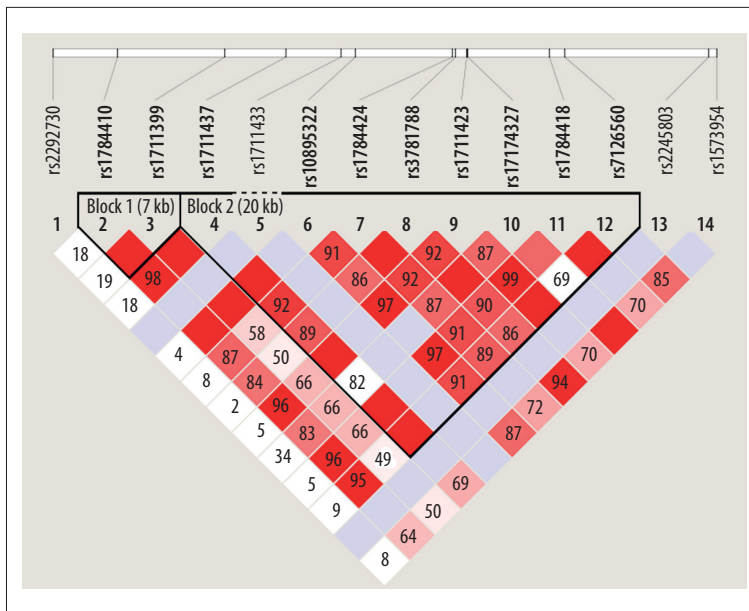 rs2292730
rs1784410
rs1711399
rs1711437
rs1711433
rs10895322
rs1784424
rs3781788
rs1711423
rs17174327
rs1784418
rs7126560
rs2245803
rs1573954
Block 1 (7 kb) Block 2 (20 kb)
1 2 3 4 5 6 7 8 9 10 11 12 13 14
18 91 92 87
19 98 86 92 99 69 85
18 92 97 87 90 70
58 89 91 86
4 87 50 97 89 70
8 84 66 82 91 94
2 96 66 72
5 83 66 87
34 96 49
5 95 69
9 50
64
8